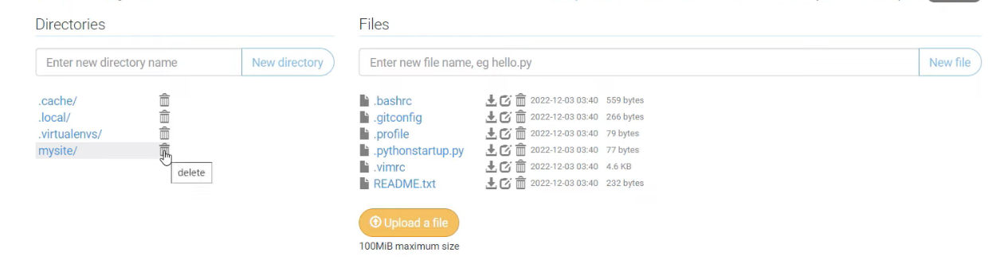 Directories
Files
Enter new directory name
New directory
Enter new file name, eg hello.py
New file
.cache/
.local/
.virtualenvs/
mysite/
delete
.bashrc 2022-12-03 03:40 559 bytes
.gitconfig 2022-12-03 03:40 266 bytes
.profile 2022-12-03 03:40 79 bytes
.pythonstartup.py 2022-12-03 03:40 77 bytes
.vimrc 2022-12-03 03:40 4.6 KB
README.txt 2022-12-03 03:40 232 bytes
Upload a file
100MiB maximum size